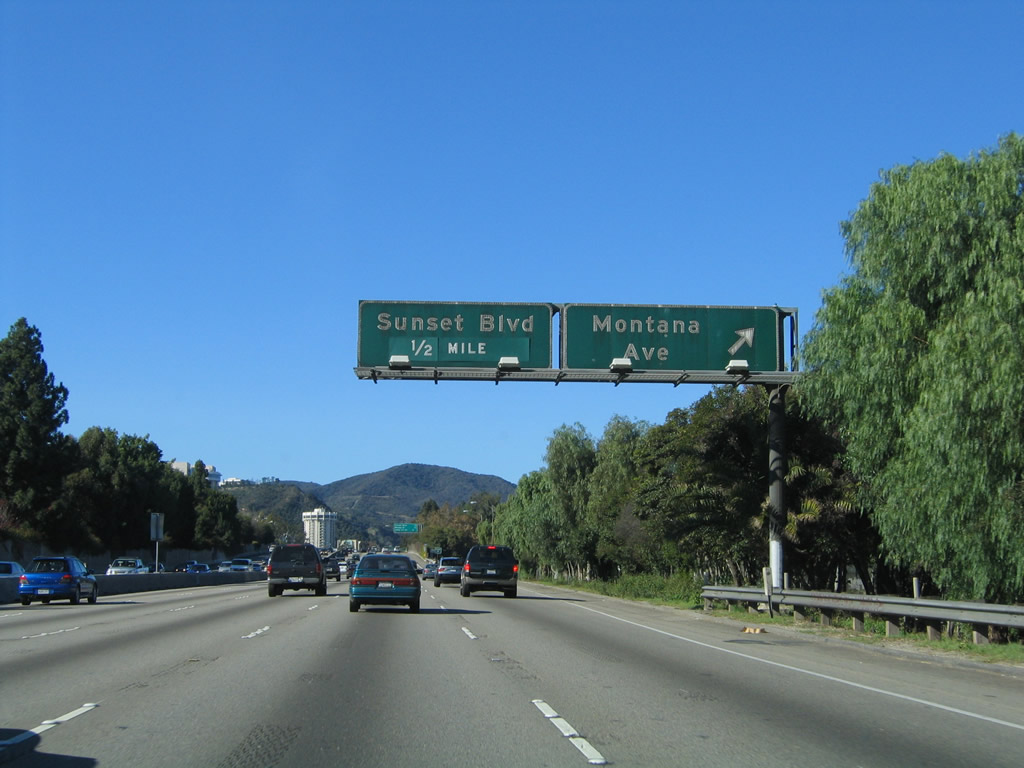 Sunset Blvd
1/2 MILE
Montana
Ave